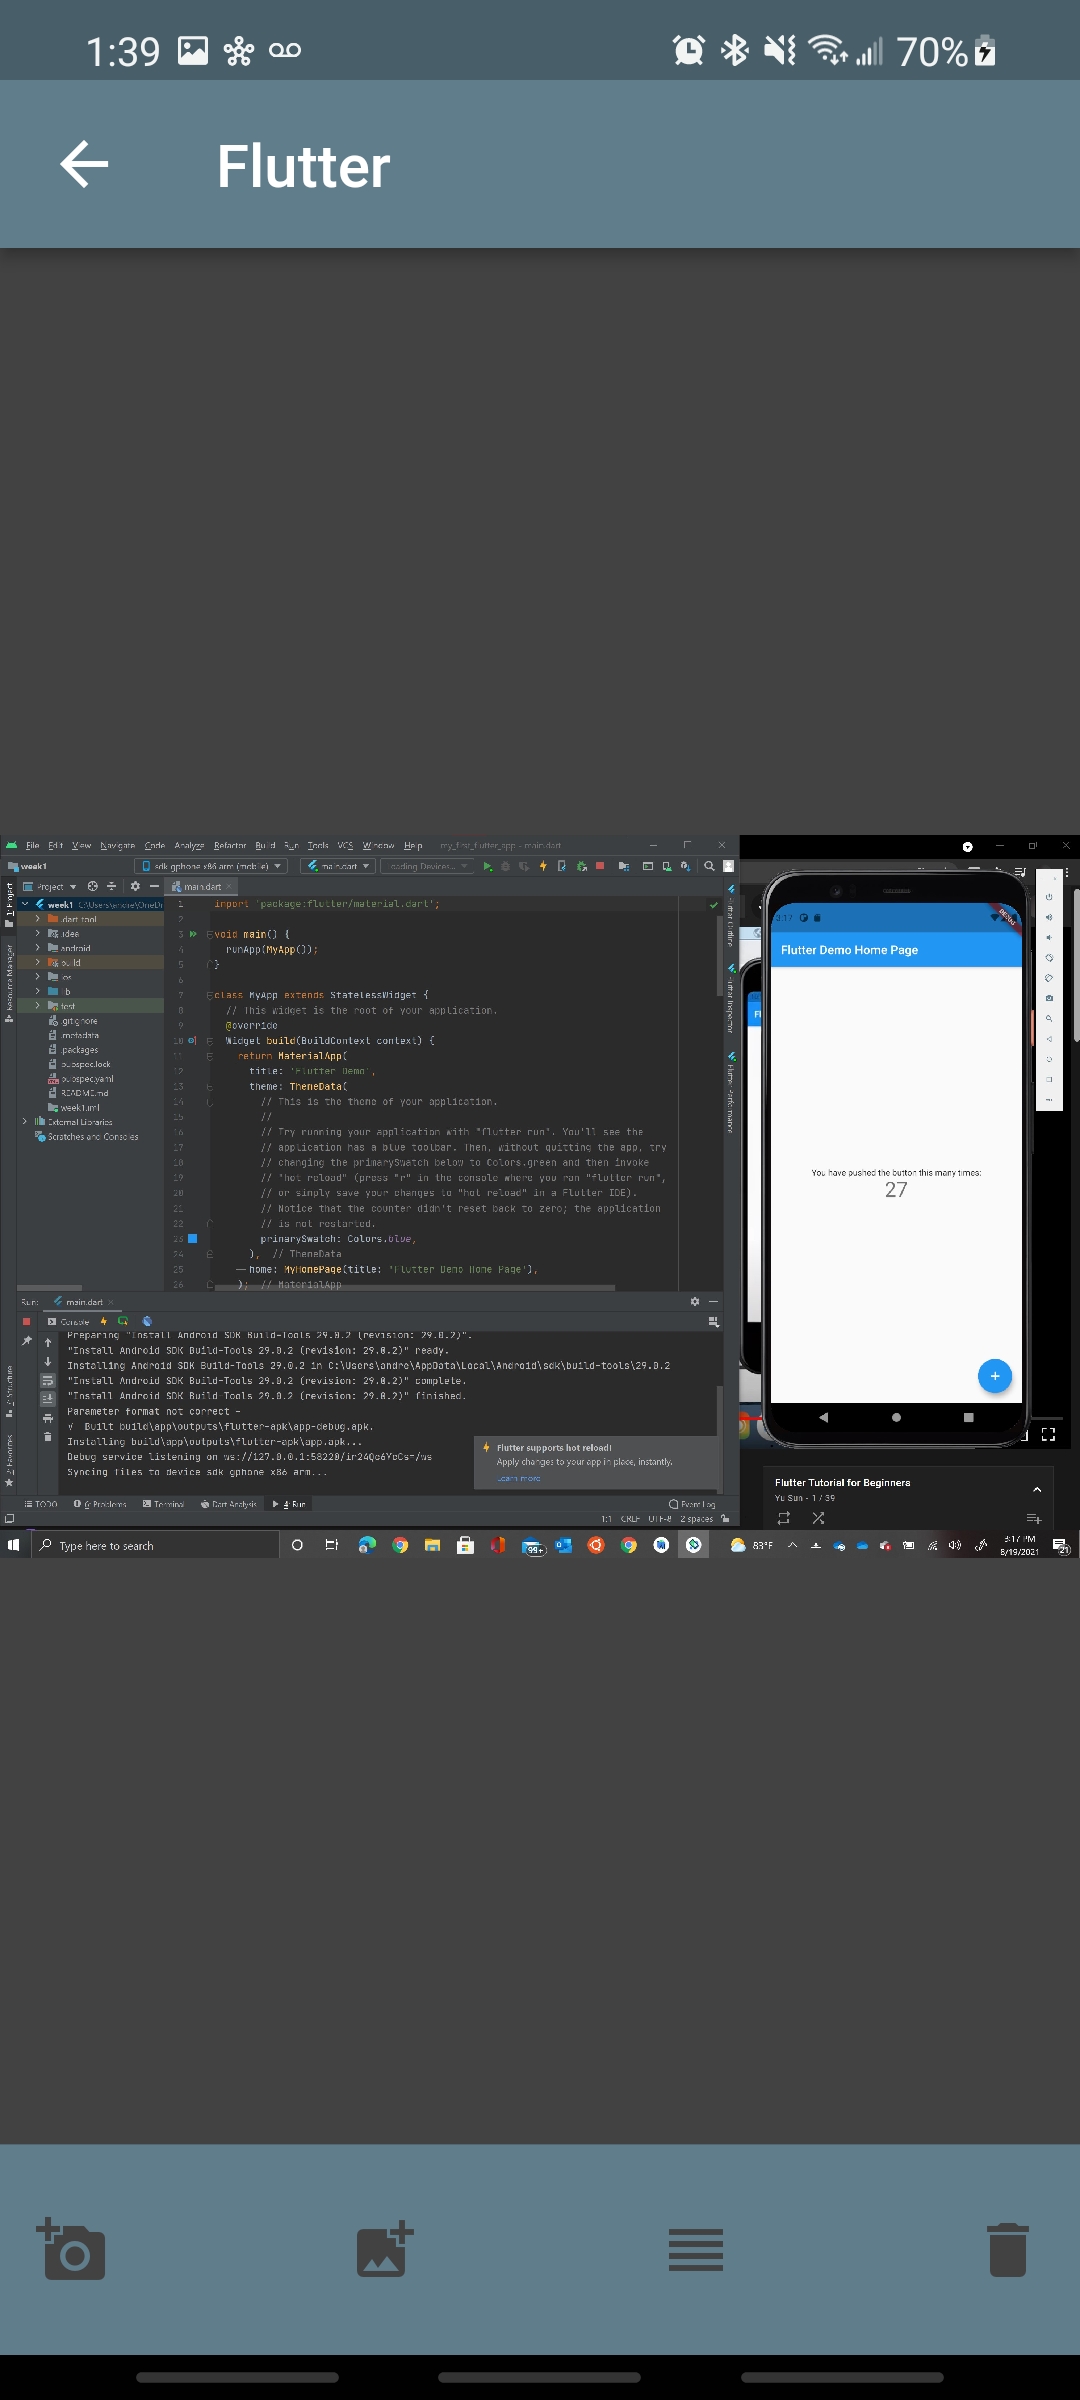 1:39
70%
Flutter
File Edit View Navigate Code Analyze Refactor Build Run Tools VCS Window Help my_first_flutter_app - main.dart
week1
sdk gphone x86 arm (mobile)
main.dart
Loading Devices...
Project
main.dart
week1 C:\Users\andre\OneDr
.dart_tool
.idea
android
build
ios
lib
test
.gitignore
.metadata
.packages
pubspec.lock
pubspec.yaml
README.md
week1.iml
External Libraries
Scratches and Consoles
1: Project
Resource Manager
Z: Structure
2: Favorites
1 import 'package:flutter/material.dart';
2
3 void main() {
4 runApp(MyApp());
5 }
6
7 class MyApp extends StatelessWidget {
8 // This widget is the root of your application.
9 @override
10 Widget build(BuildContext context) {
11 return MaterialApp(
12 title: 'Flutter Demo',
13 theme: ThemeData(
14 // This is the theme of your application.
15 //
16 // Try running your application with "flutter run". You'll see the
17 // application has a blue toolbar. Then, without quitting the app, try
18 // changing the primarySwatch below to Colors.green and then invoke
19 // "hot reload" (press "r" in the console where you ran "flutter run",
20 // or simply save your changes to "hot reload" in a Flutter IDE).
21 // Notice that the counter didn't reset back to zero; the application
22 // is not restarted.
23 primarySwatch: Colors.blue,
24 ), // ThemeData
25 home: MyHomePage(title: 'Flutter Demo Home Page'),
26 ); // MaterialApp
Flutter Outline
Flutter Inspector
Flutter Performance
Run: main.dart
Console
Preparing "Install Android SDK Build-Tools 29.0.2 (revision: 29.0.2)".
"Install Android SDK Build-Tools 29.0.2 (revision: 29.0.2)" ready.
Installing Android SDK Build-Tools 29.0.2 in C:\Users\andre\AppData\Local\Android\sdk\build-tools\29.0.2
"Install Android SDK Build-Tools 29.0.2 (revision: 29.0.2)" complete.
"Install Android SDK Build-Tools 29.0.2 (revision: 29.0.2)" finished.
Parameter format not correct -
√ Built build\app\outputs\flutter-apk\app-debug.apk.
Installing build\app\outputs\flutter-apk\app.apk...
Debug service listening on
Syncing files to device sdk gphone x86 arm...
Flutter supports hot reload!
Apply changes to your app in place, instantly.
Learn more
TODO 6: Problems Terminal Dart Analysis 4: Run Event Log
1:1 CRLF UTF-8 2 spaces
3:17
DEBUG
Flutter Demo Home Page
You have pushed the button this many times:
27
+
Flutter Tutorial for Beginners
Yu Sun - 1 / 39
Type here to search
99+
83°F
3:17 PM
8/19/2021
21